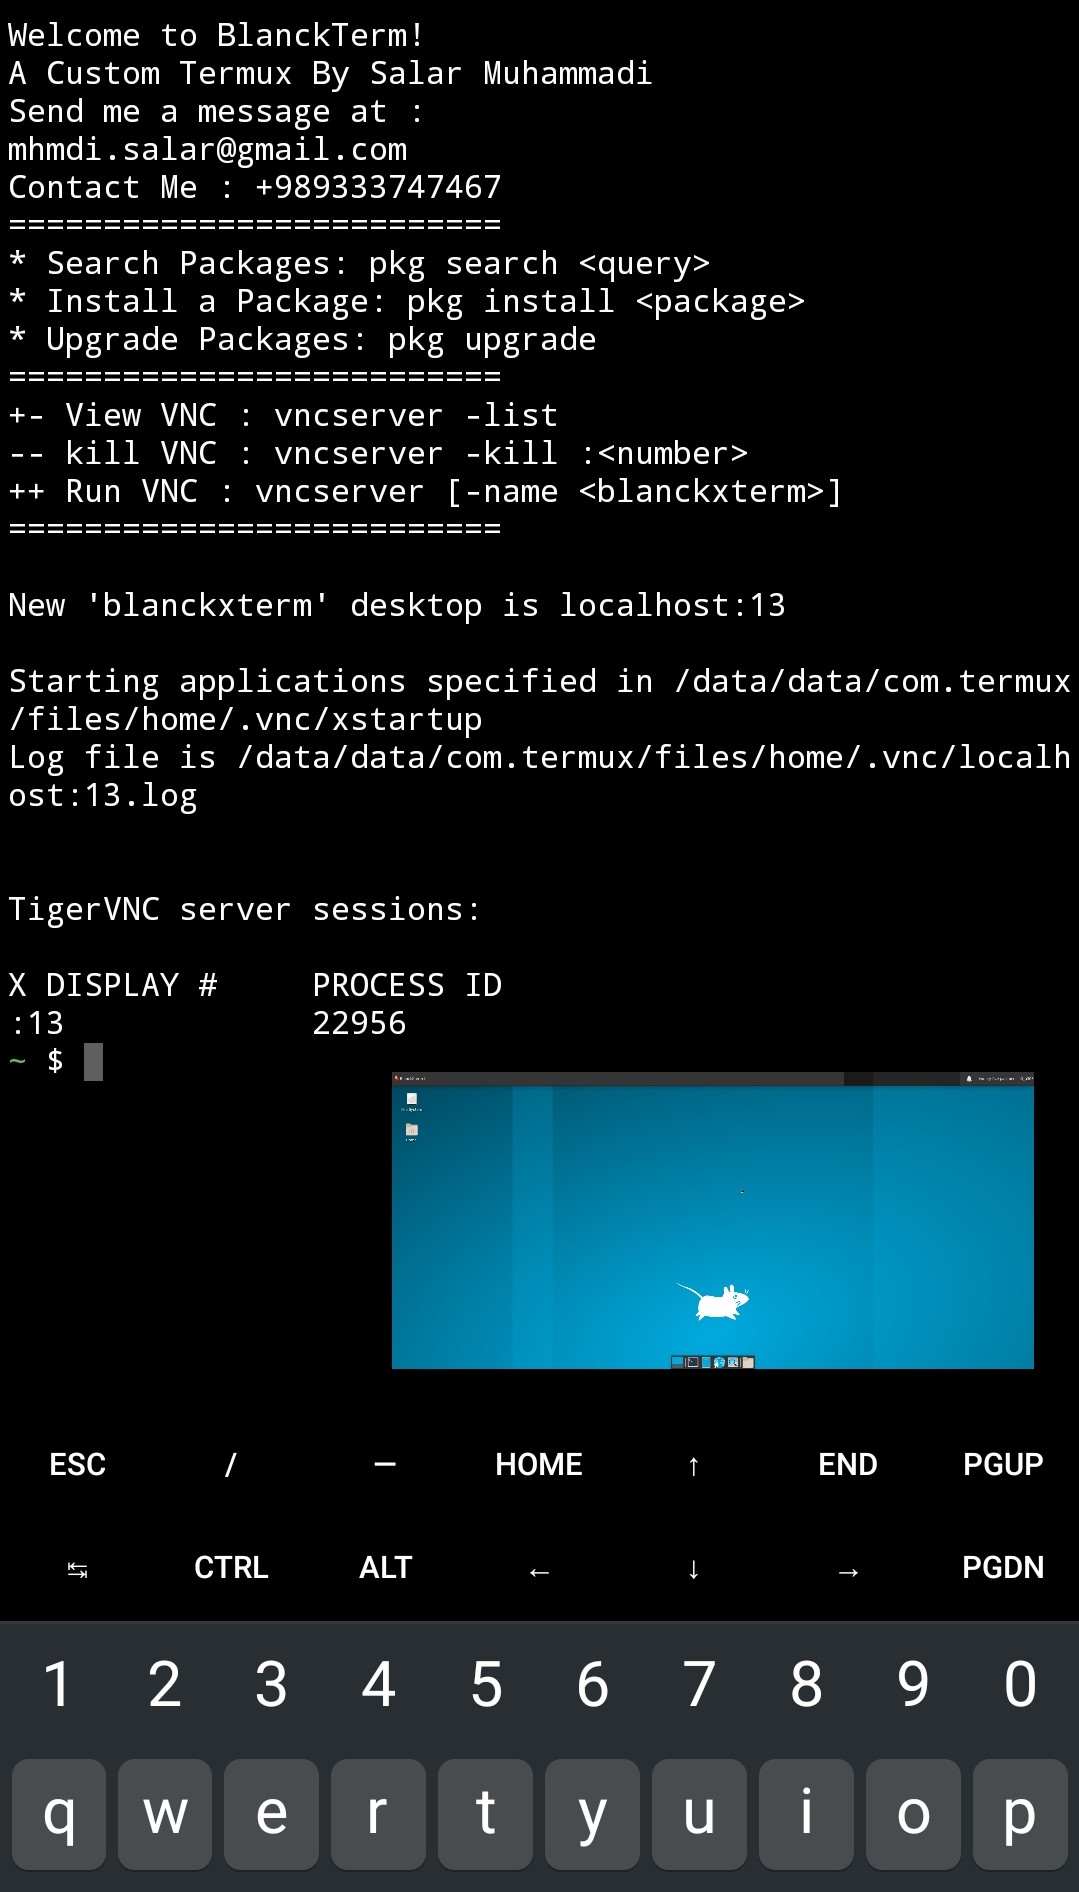 Welcome to BlanckTerm!
A Custom Termux By Salar Muhammadi
Send me a message at :
mhmdi.salar@gmail.com
Contact Me : +989333747467
==========================
* Search Packages: pkg search <query>
* Install a Package: pkg install <package>
* Upgrade Packages: pkg upgrade
==========================
+- View VNC : vncserver -list
-- kill VNC : vncserver -kill :<number>
++ Run VNC : vncserver [-name <blanckxterm>]
==========================
New 'blanckxterm' desktop is localhost:13
Starting applications specified in /data/data/com.termux
/files/home/.vnc/xstartup
Log file is /data/data/com.termux/files/home/.vnc/localh
ost:13.log
TigerVNC server sessions:
X DISPLAY # PROCESS ID
:13 22956
~ $
ESC / — HOME ↑ END PGUP
↹ CTRL ALT ← ↓ → PGDN
1 2 3 4 5 6 7 8 9 0
q w e r t y u i o p